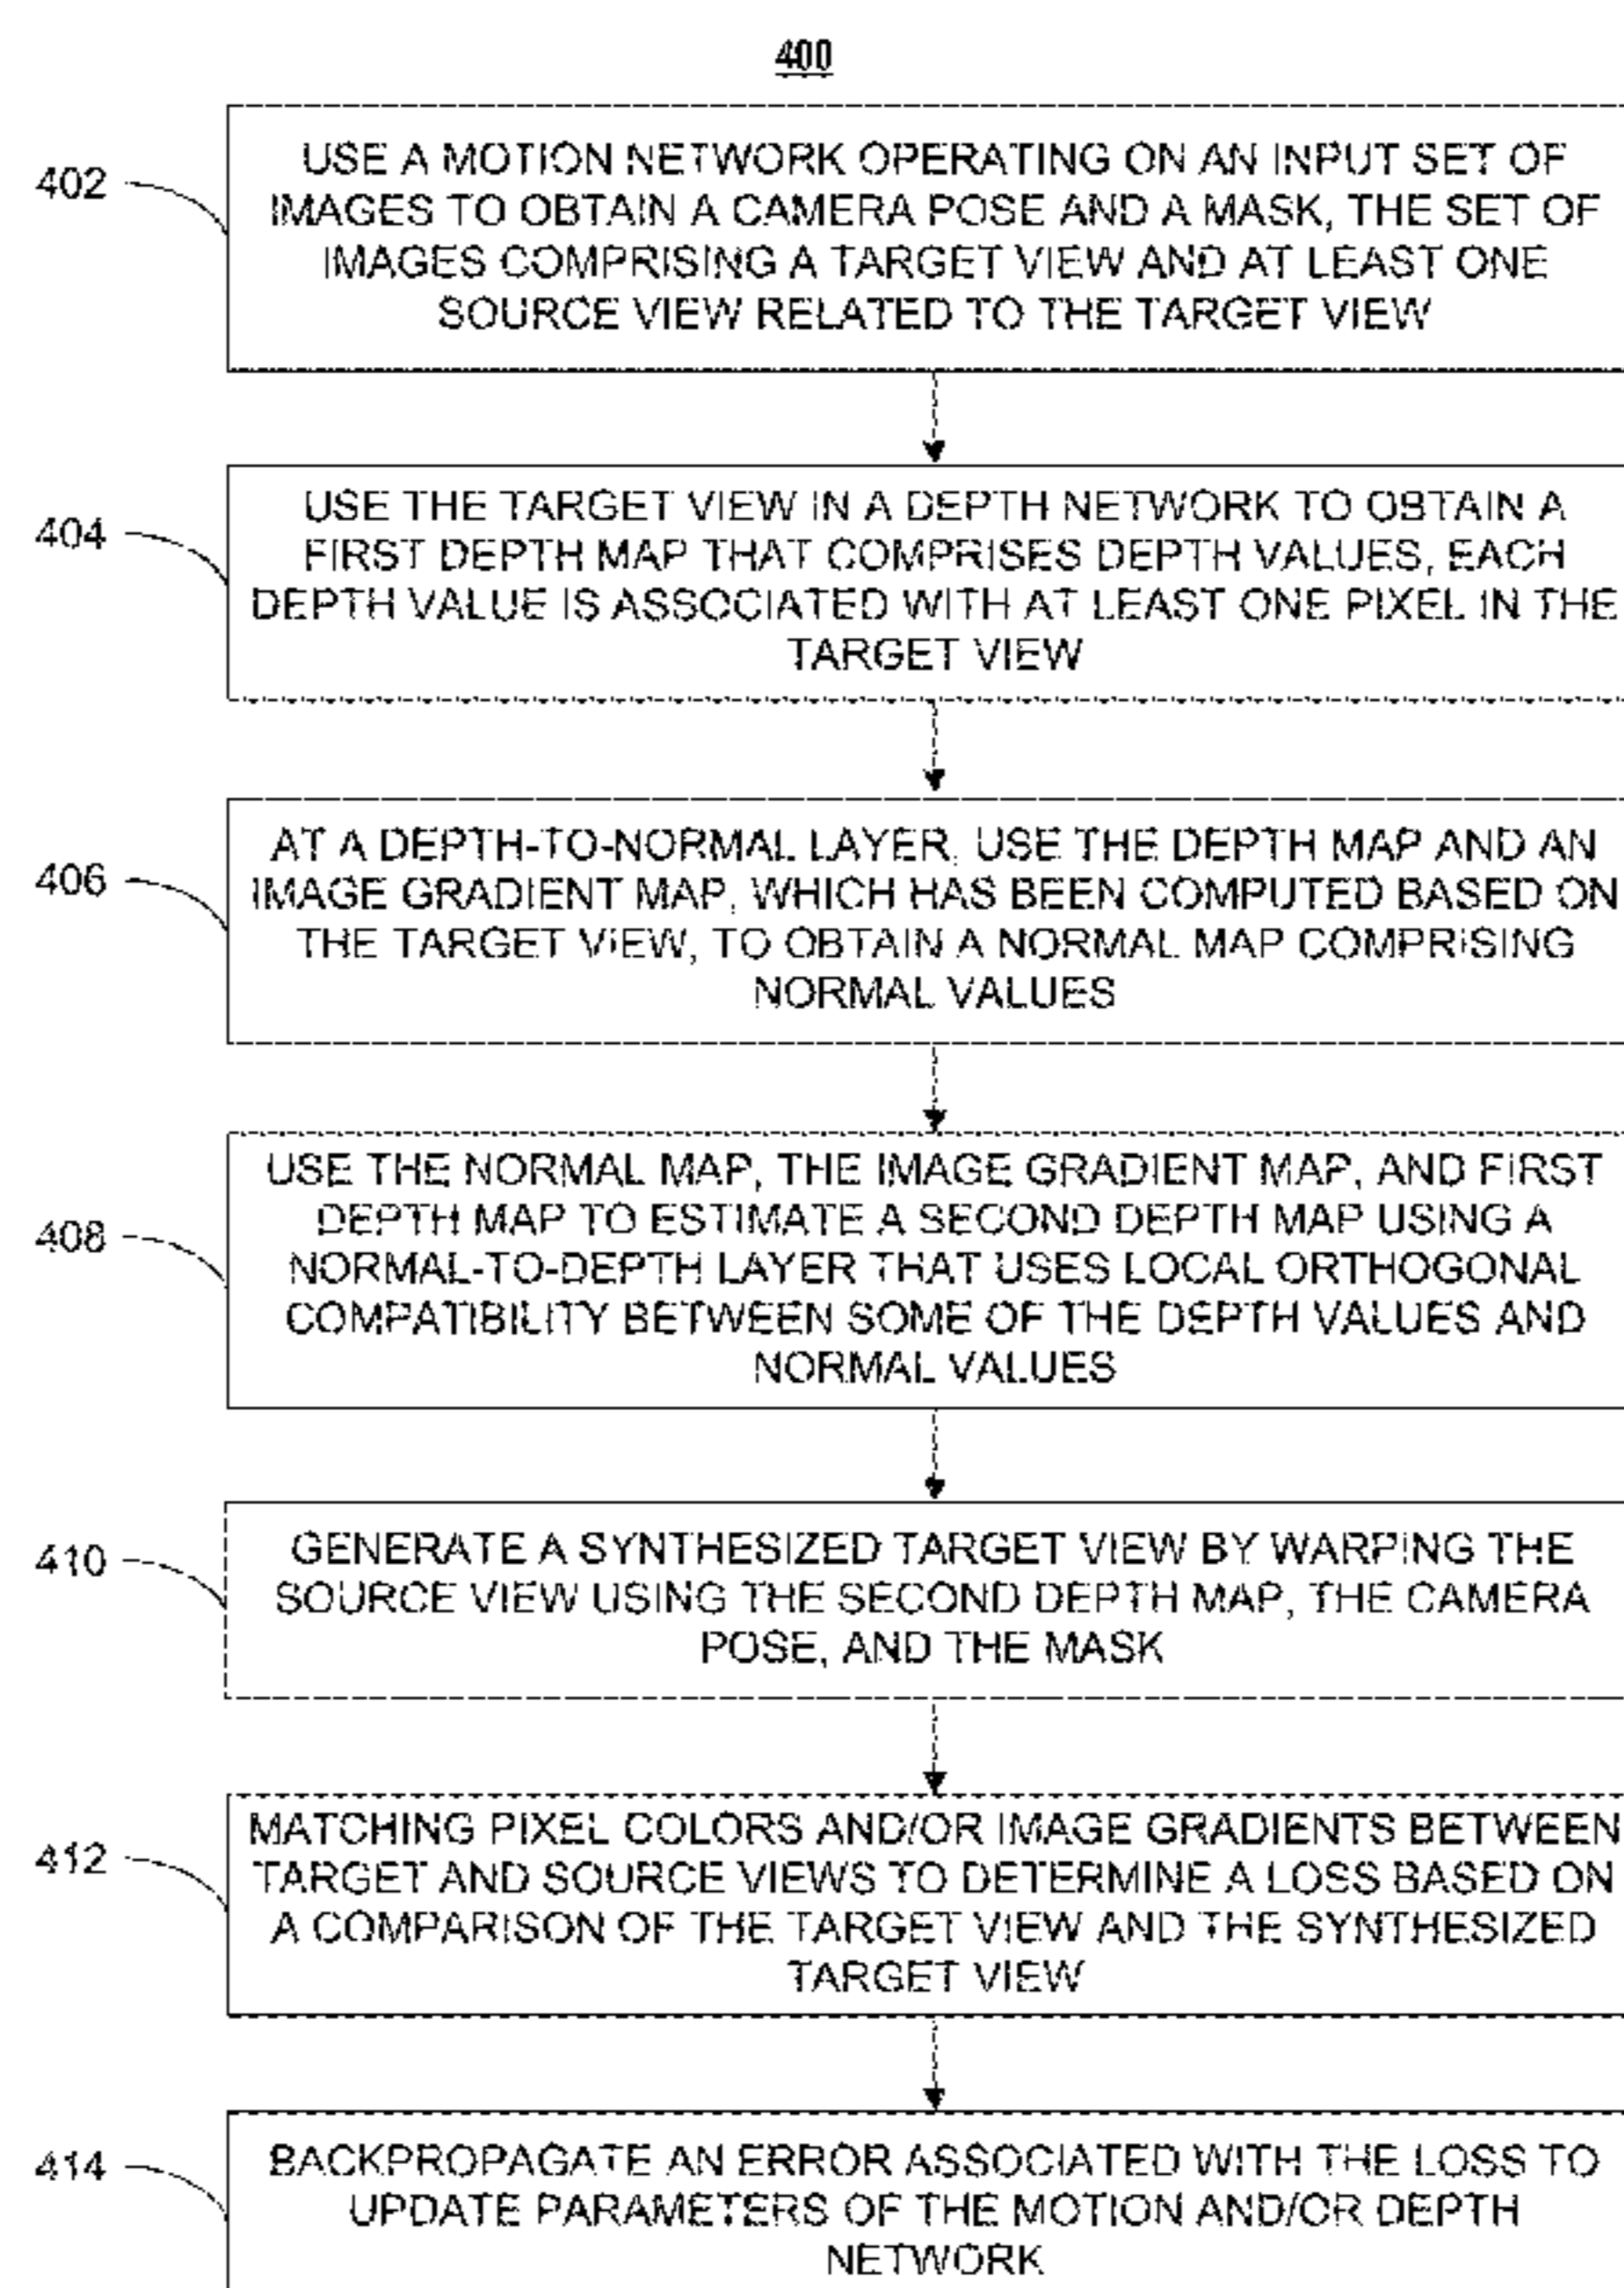 400
402
USE A MOTION NETWORK OPERATING ON AN INPUT SET OF
IMAGES TO OBTAIN A CAMERA POSE AND A MASK, THE SET OF
IMAGES COMPRISING A TARGET VIEW AND AT LEAST ONE
SOURCE VIEW RELATED TO THE TARGET VIEW
404
USE THE TARGET VIEW IN A DEPTH NETWORK TO OBTAIN A
FIRST DEPTH MAP THAT COMPRISES DEPTH VALUES, EACH
DEPTH VALUE IS ASSOCIATED WITH AT LEAST ONE PIXEL IN THE
TARGET VIEW
406
AT A DEPTH-TO-NORMAL LAYER, USE THE DEPTH MAP AND AN
IMAGE GRADIENT MAP, WHICH HAS BEEN COMPUTED BASED ON
THE TARGET VIEW, TO OBTAIN A NORMAL MAP COMPRISING
NORMAL VALUES
408
USE THE NORMAL MAP, THE IMAGE GRADIENT MAP, AND FIRST
DEPTH MAP TO ESTIMATE A SECOND DEPTH MAP USING A
NORMAL-TO-DEPTH LAYER THAT USES LOCAL ORTHOGONAL
COMPATIBILITY BETWEEN SOME OF THE DEPTH VALUES AND
NORMAL VALUES
410
GENERATE A SYNTHESIZED TARGET VIEW BY WARPING THE
SOURCE VIEW USING THE SECOND DEPTH MAP, THE CAMERA
POSE, AND THE MASK
412
MATCHING PIXEL COLORS AND/OR IMAGE GRADIENTS BETWEEN
TARGET AND SOURCE VIEWS TO DETERMINE A LOSS BASED ON
A COMPARISON OF THE TARGET VIEW AND THE SYNTHESIZED
TARGET VIEW
414
BACKPROPAGATE AN ERROR ASSOCIATED WITH THE LOSS TO
UPDATE PARAMETERS OF THE MOTION AND/OR DEPTH
NETWORK